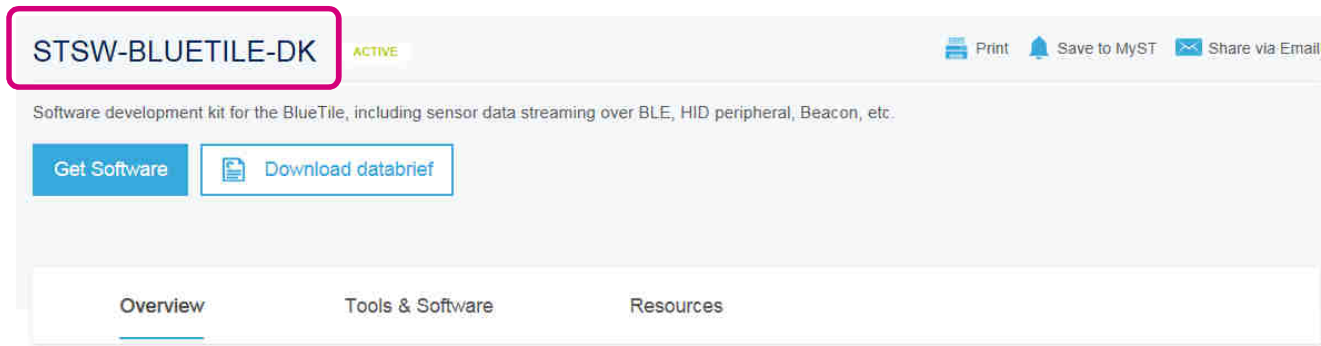 STSW-BLUETILE-DK ACTIVE Print Save to MyST Share via Email
Software development kit for the BlueTile, including sensor data streaming over BLE, HID peripheral, Beacon, etc.
Get Software Download databrief
Overview Tools & Software Resources